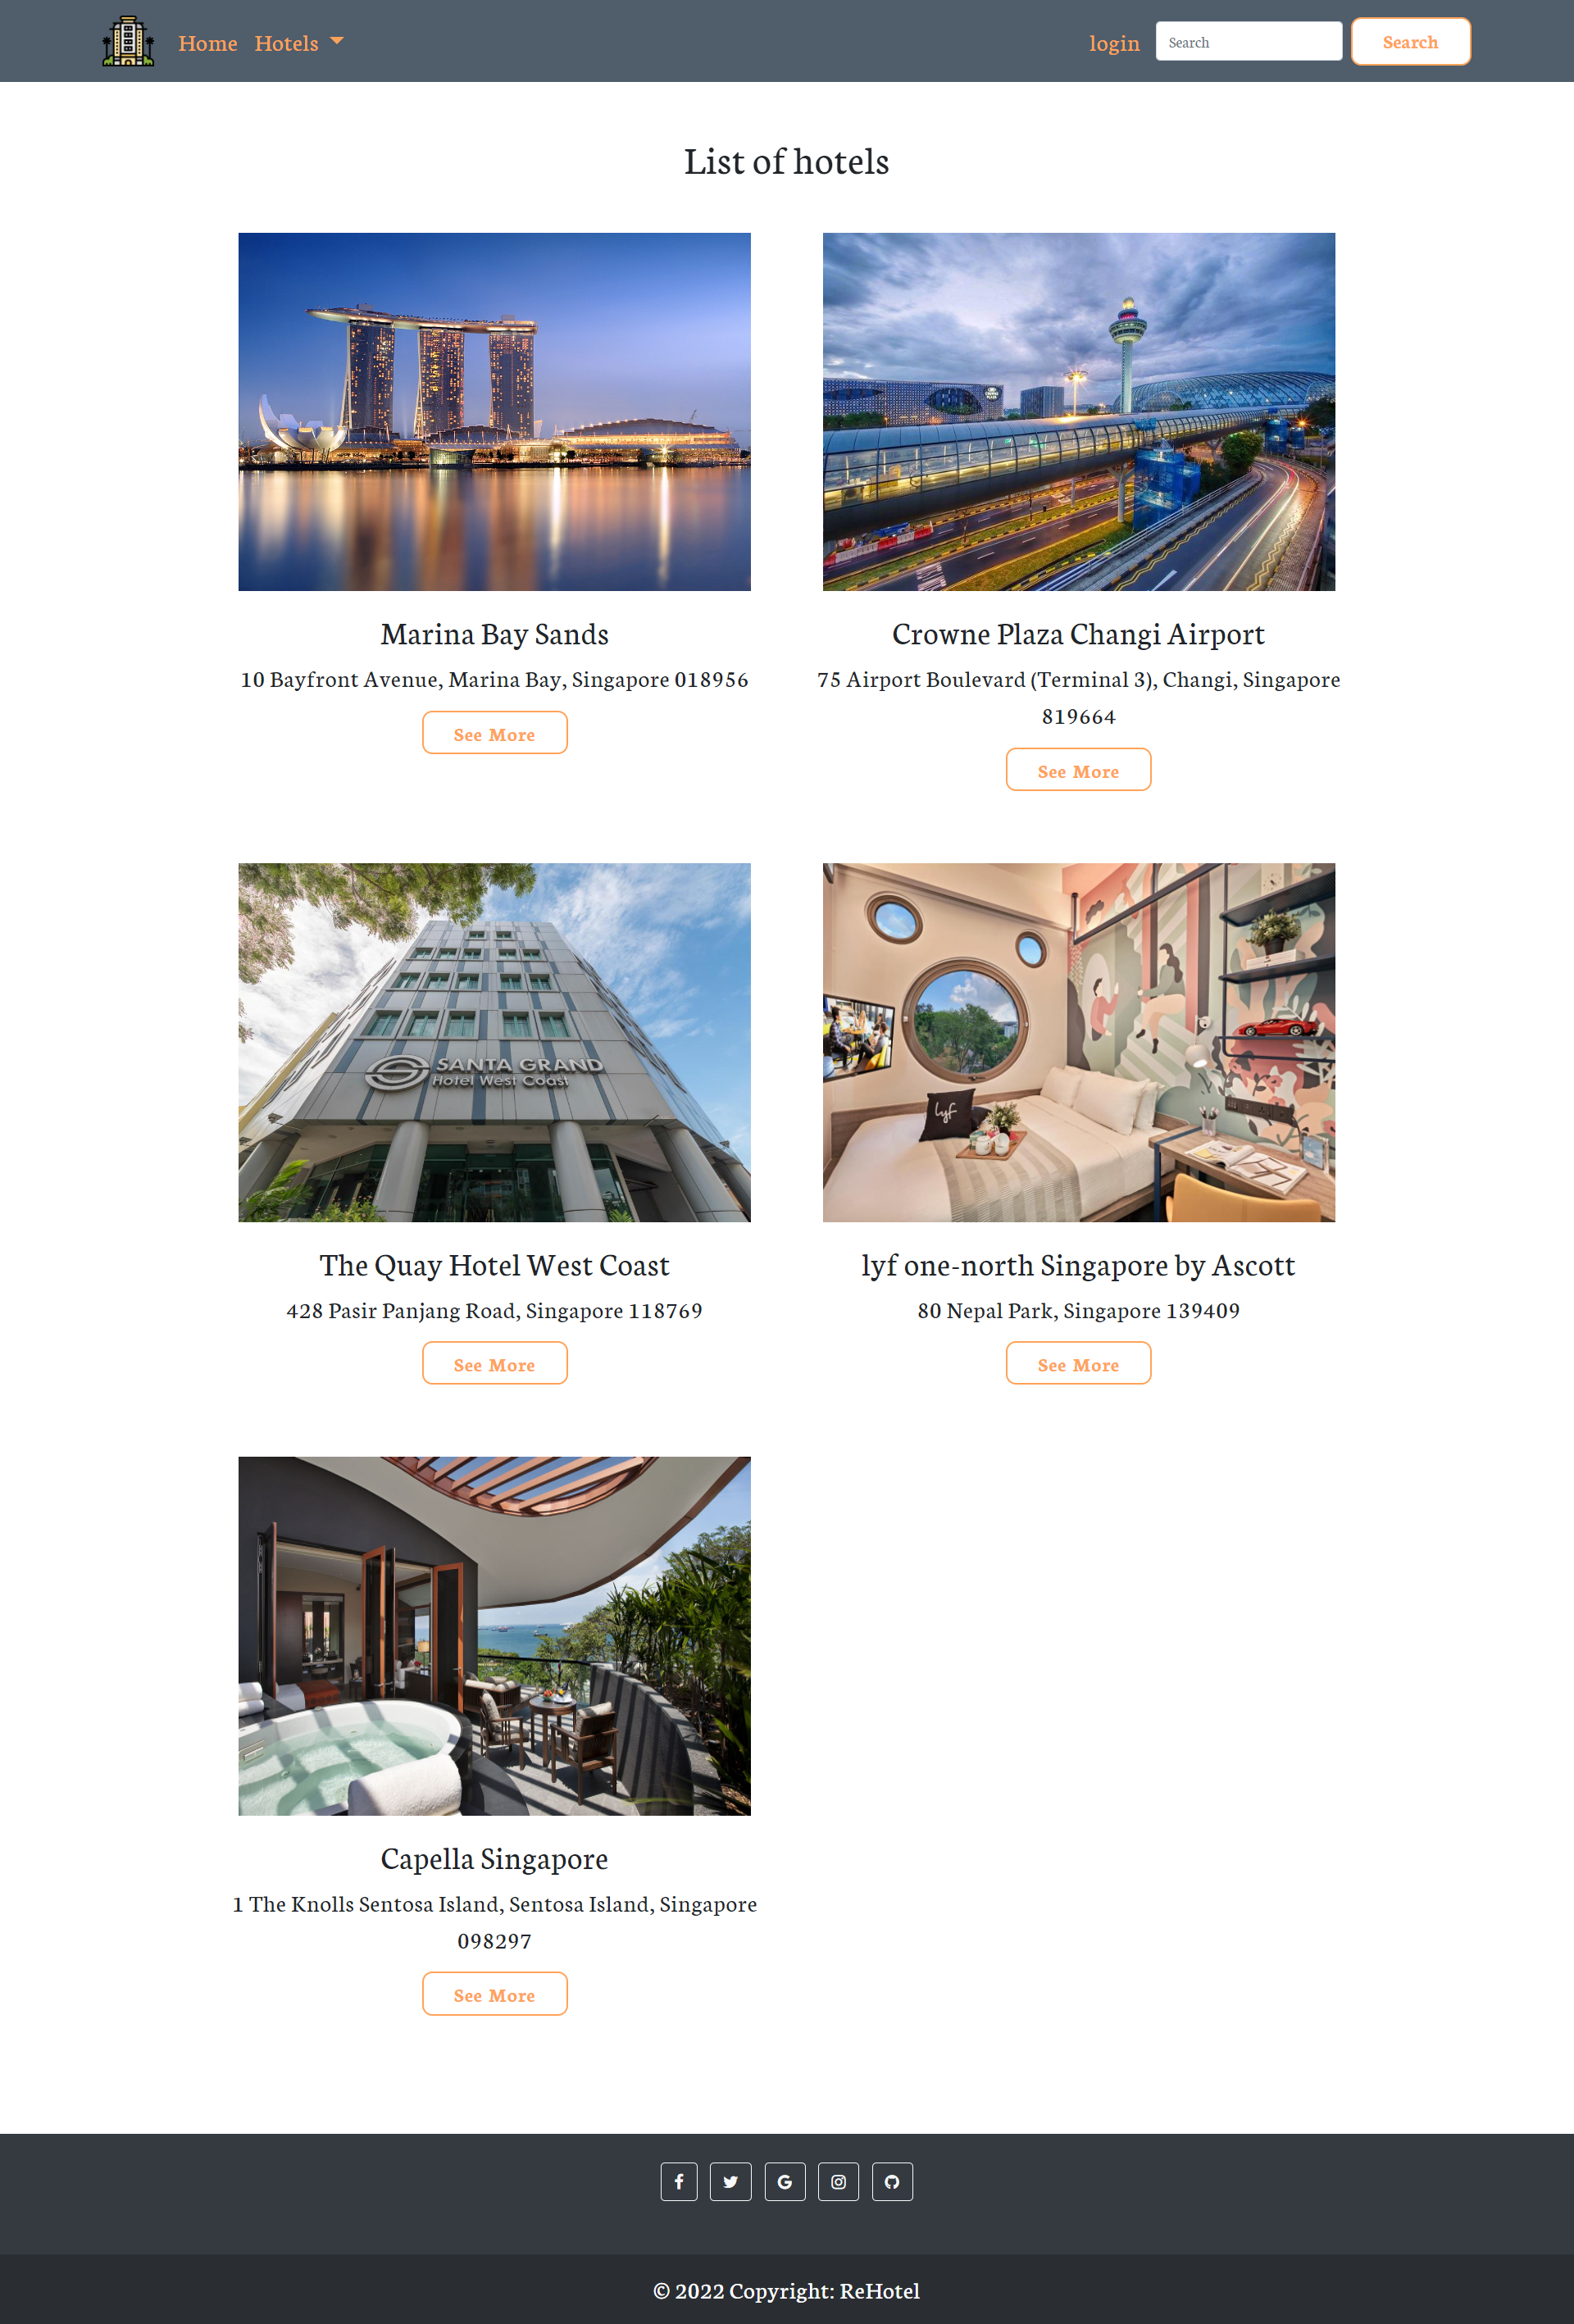 Home Hotels login Search Search
List of hotels
Marina Bay Sands
10 Bayfront Avenue, Marina Bay, Singapore 018956
See More
Crowne Plaza Changi Airport
75 Airport Boulevard (Terminal 3), Changi, Singapore
819664
See More
SANTA GRAND
Hotel West Coast
The Quay Hotel West Coast
428 Pasir Panjang Road, Singapore 118769
See More
lyf
lyf one-north Singapore by Ascott
80 Nepal Park, Singapore 139409
See More
Capella Singapore
1 The Knolls Sentosa Island, Sentosa Island, Singapore
098297
See More
© 2022 Copyright: ReHotel